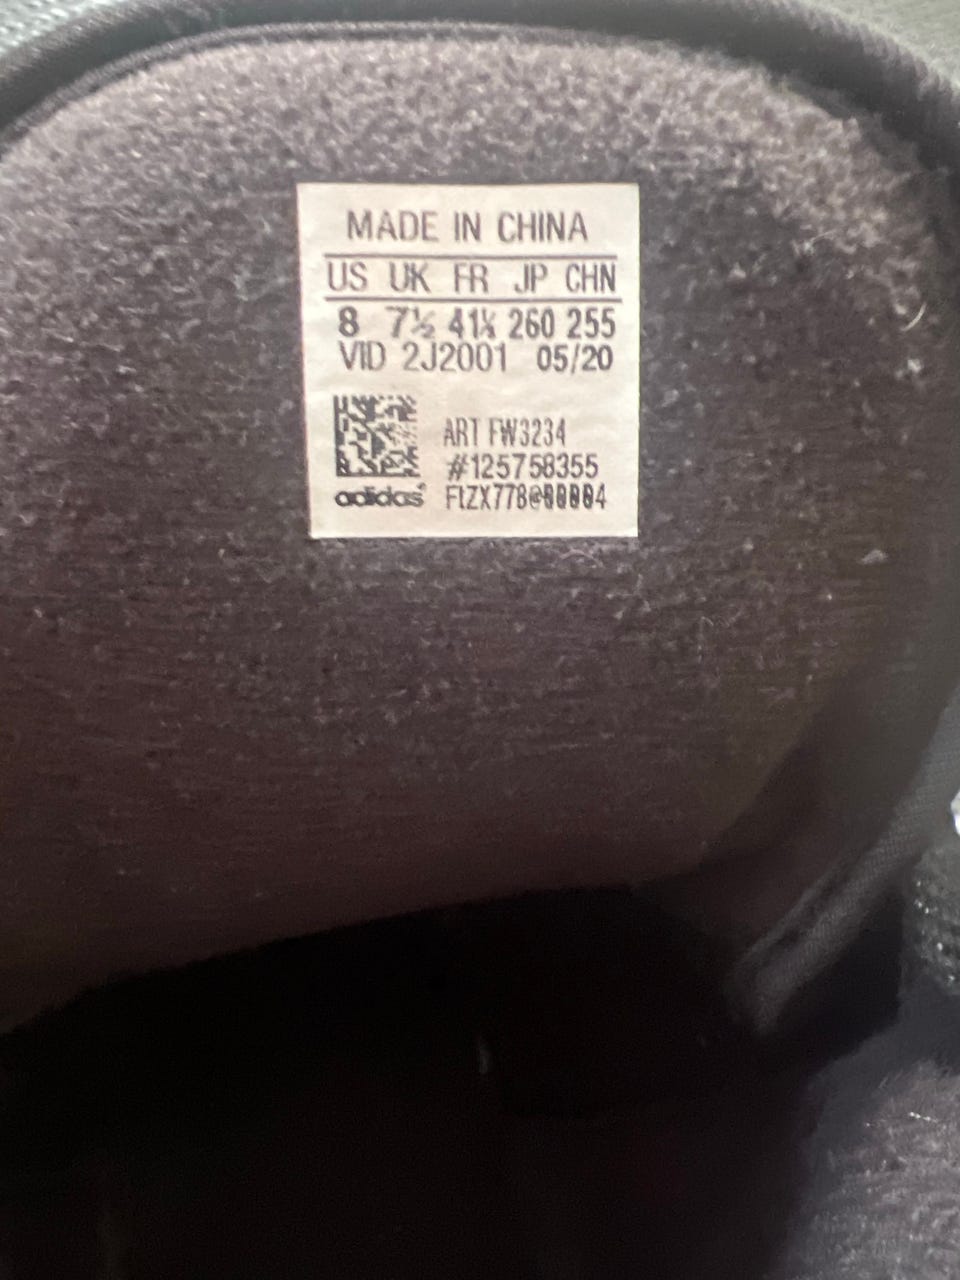 MADE IN CHINA
US UK FR JP CHN
8 7½ 41⅓ 260 255
VID 2J2001 05/20
ART FW3234
#125758355
adidas